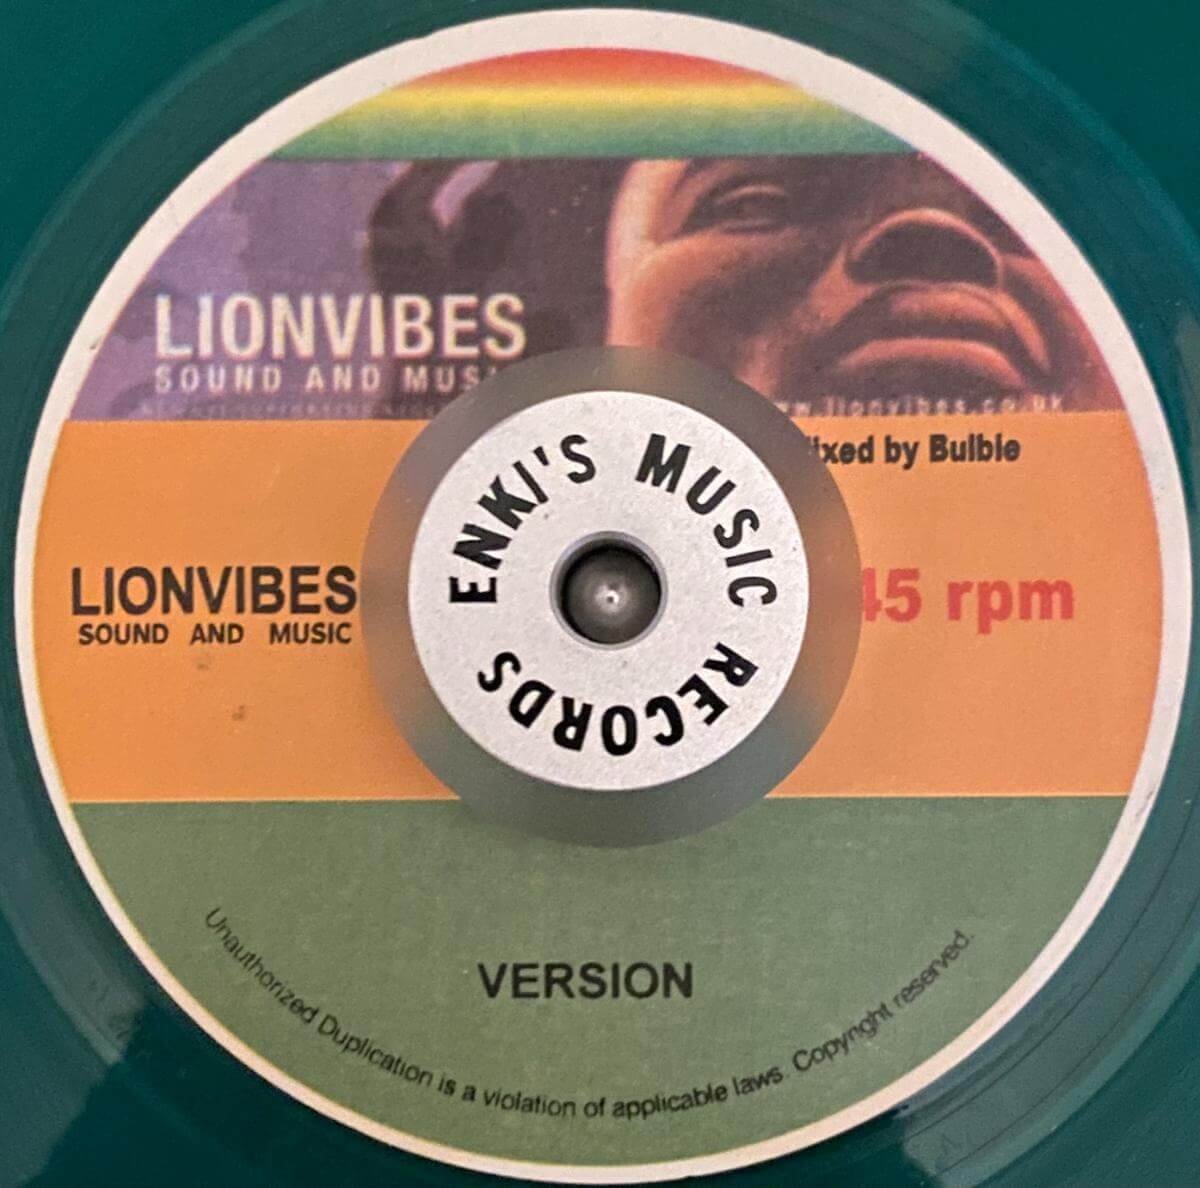 LIONVIBES
SOUND AND MUS
www.lionvibes.co.uk
ixed by Bulbie
LIONVIBES
SOUND AND MUSIC
ENKI'S MUSIC RECORDS
45 rpm
VERSION
Unauthorized Duplication is a violation of applicable laws. Copyright reserved.